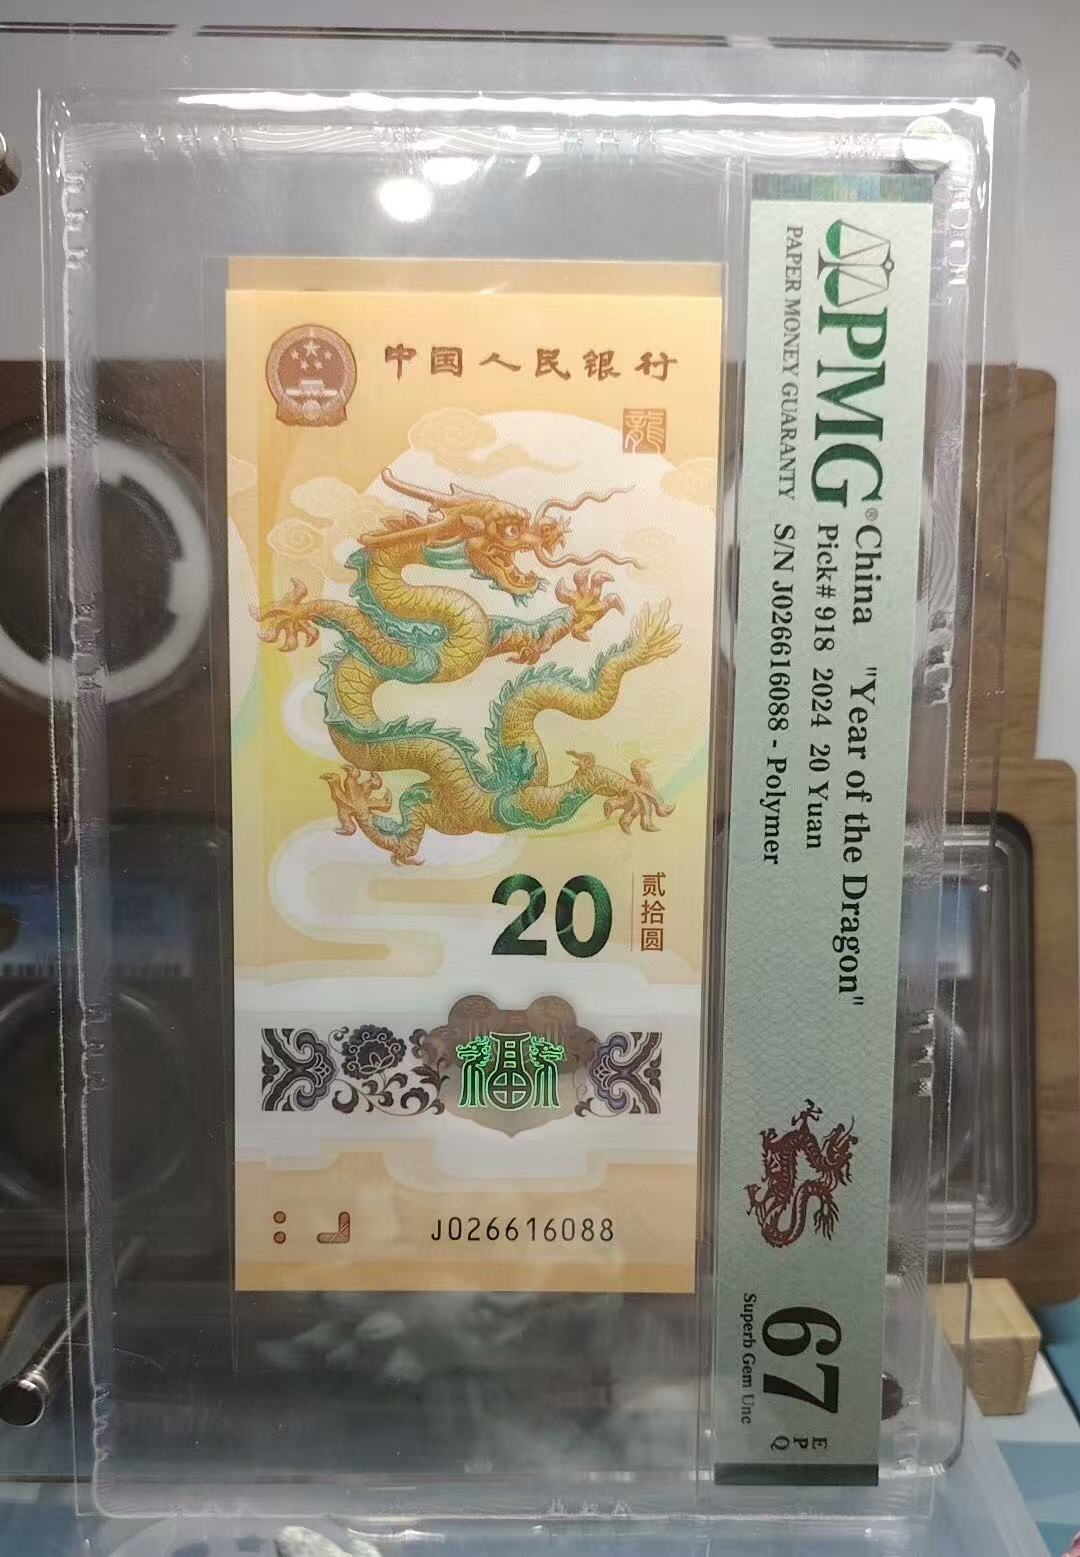 中国人民银行
龍
20
贰拾圆
福
J026616088
PMG®
PAPER MONEY GUARANTY
China "Year of the Dragon"
Pick# 918 2024 20 Yuan
S/N J026616088 - Polymer
67
EPQ
Superb Gem Unc